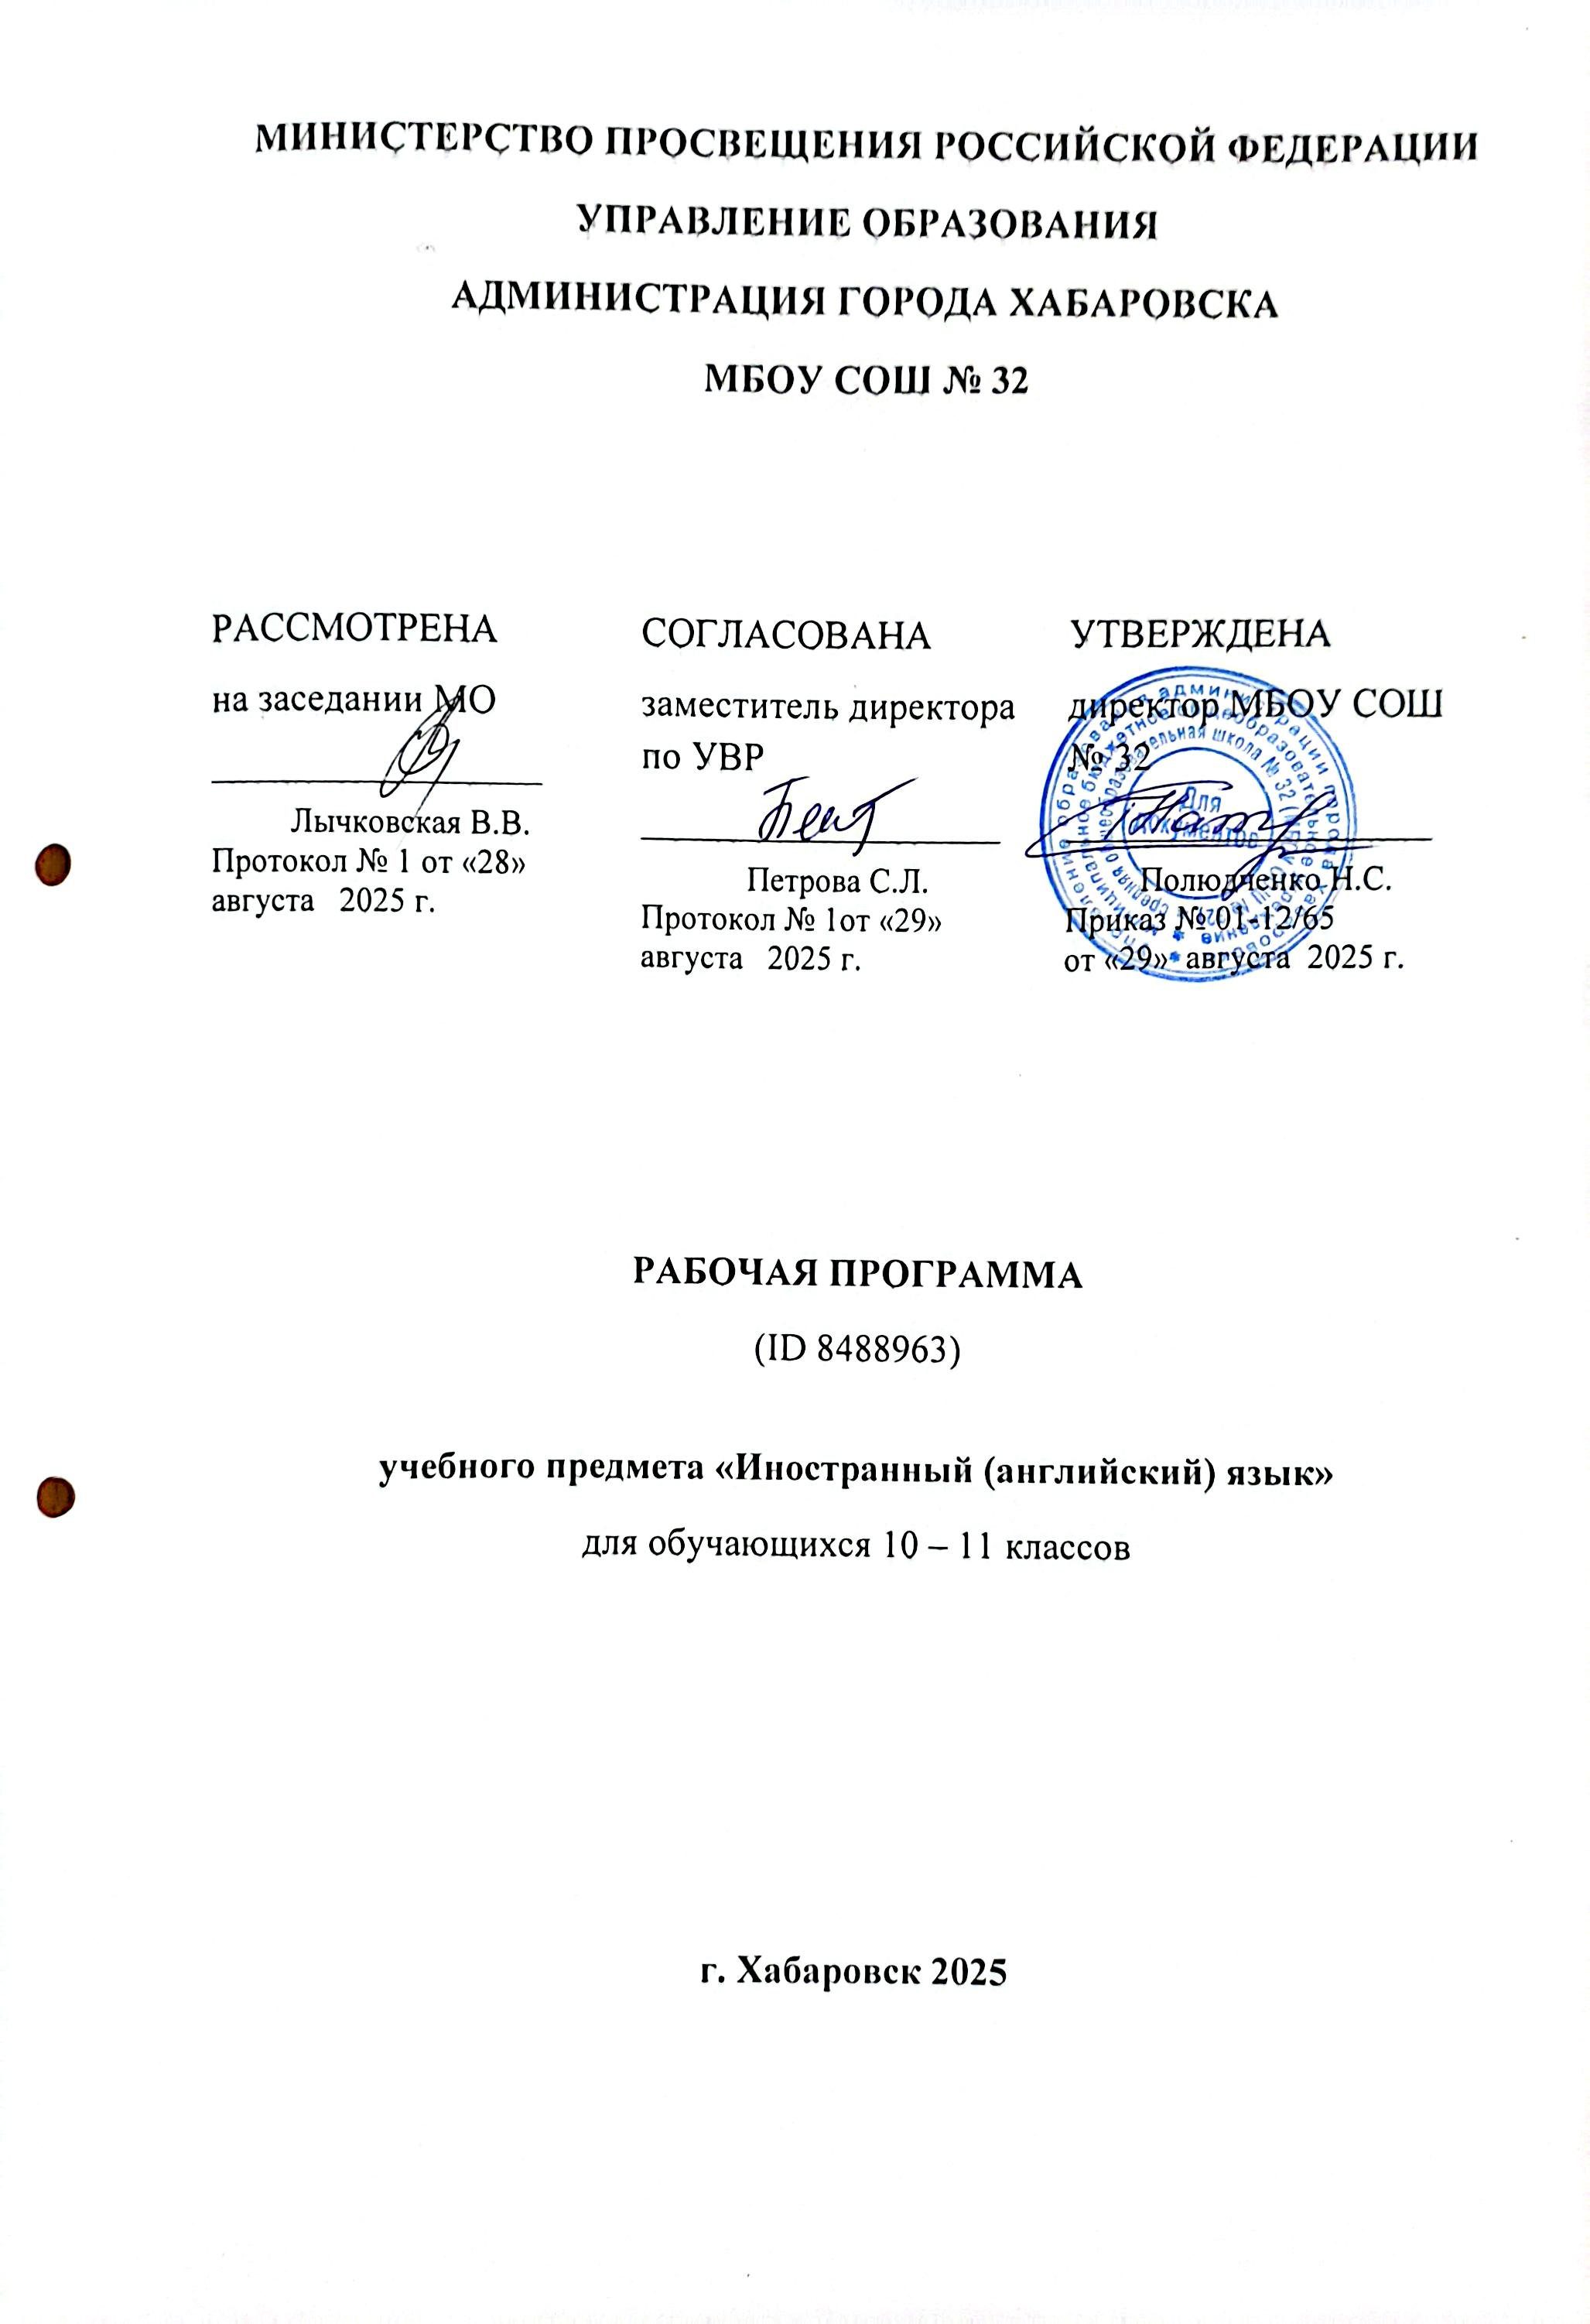 МИНИСТЕРСТВО ПРОСВЕЩЕНИЯ РОССИЙСКОЙ ФЕДЕРАЦИИ
УПРАВЛЕНИЕ ОБРАЗОВАНИЯ
АДМИНИСТРАЦИЯ ГОРОДА ХАБАРОВСКА
МБОУ СОШ № 32
РАССМОТРЕНА
на заседании МО
Лычковская В.В.
Протокол № 1 от «28»
августа 2025 г.
СОГЛАСОВАНА
заместитель директора
по УВР
Петрова С.Л.
Протокол № 1от «29»
августа 2025 г.
УТВЕРЖДЕНА
директор МБОУ СОШ
№ 32
Для
документов
Полюдченко Н.С.
Приказ № 01-12/65
от «29» августа 2025 г.
РАБОЧАЯ ПРОГРАММА
(ID 8488963)
учебного предмета «Иностранный (английский) язык»
для обучающихся 10 – 11 классов
г. Хабаровск 2025